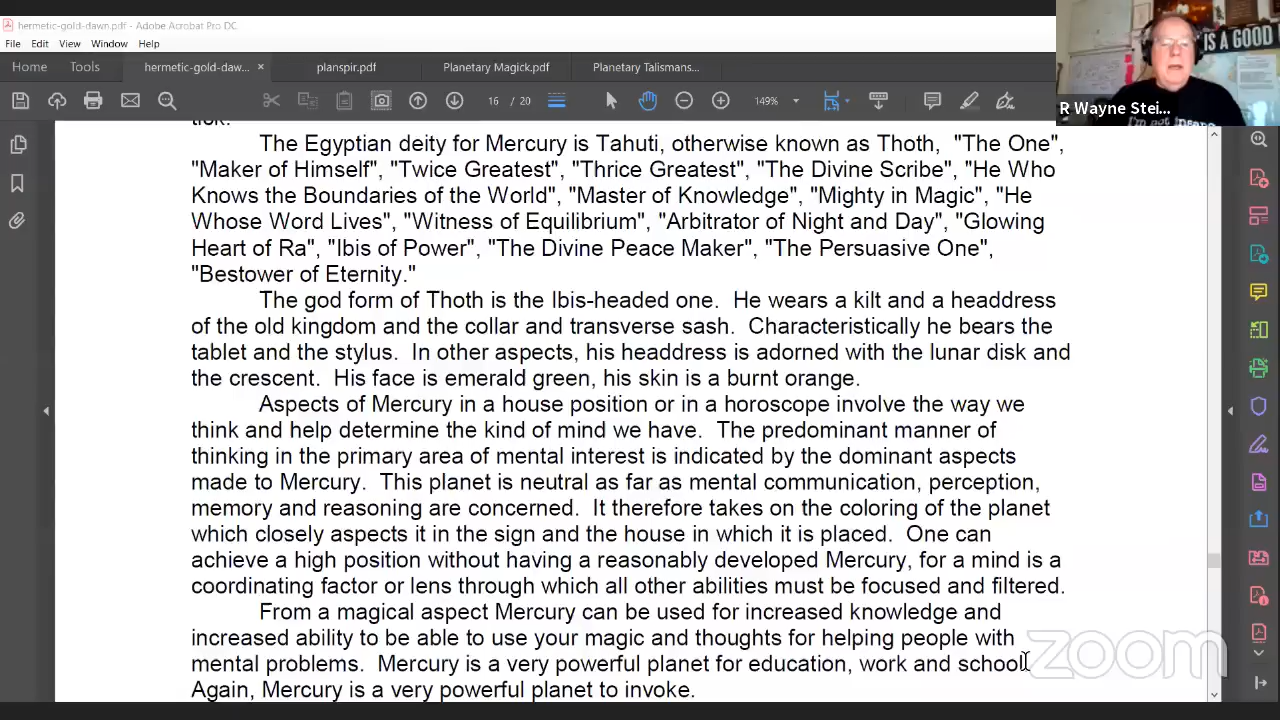 hermetic-gold-dawn.pdf - Adobe Acrobat Pro DC
File Edit View Window Help
Home Tools hermetic-gold-daw... × planspir.pdf Planetary Magick.pdf Planetary Talismans...
16 / 20 149%
IS A GOOD
I'm not
R Wayne Stei...
tick.
The Egyptian deity for Mercury is Tahuti, otherwise known as Thoth, "The One",
"Maker of Himself", "Twice Greatest", "Thrice Greatest", "The Divine Scribe", "He Who
Knows the Boundaries of the World", "Master of Knowledge", "Mighty in Magic", "He
Whose Word Lives", "Witness of Equilibrium", "Arbitrator of Night and Day", "Glowing
Heart of Ra", "Ibis of Power", "The Divine Peace Maker", "The Persuasive One",
"Bestower of Eternity."
The god form of Thoth is the Ibis-headed one. He wears a kilt and a headdress
of the old kingdom and the collar and transverse sash. Characteristically he bears the
tablet and the stylus. In other aspects, his headdress is adorned with the lunar disk and
the crescent. His face is emerald green, his skin is a burnt orange.
Aspects of Mercury in a house position or in a horoscope involve the way we
think and help determine the kind of mind we have. The predominant manner of
thinking in the primary area of mental interest is indicated by the dominant aspects
made to Mercury. This planet is neutral as far as mental communication, perception,
memory and reasoning are concerned. It therefore takes on the coloring of the planet
which closely aspects it in the sign and the house in which it is placed. One can
achieve a high position without having a reasonably developed Mercury, for a mind is a
coordinating factor or lens through which all other abilities must be focused and filtered.
From a magical aspect Mercury can be used for increased knowledge and
increased ability to be able to use your magic and thoughts for helping people with
mental problems. Mercury is a very powerful planet for education, work and school.
Again, Mercury is a very powerful planet to invoke.
zoom